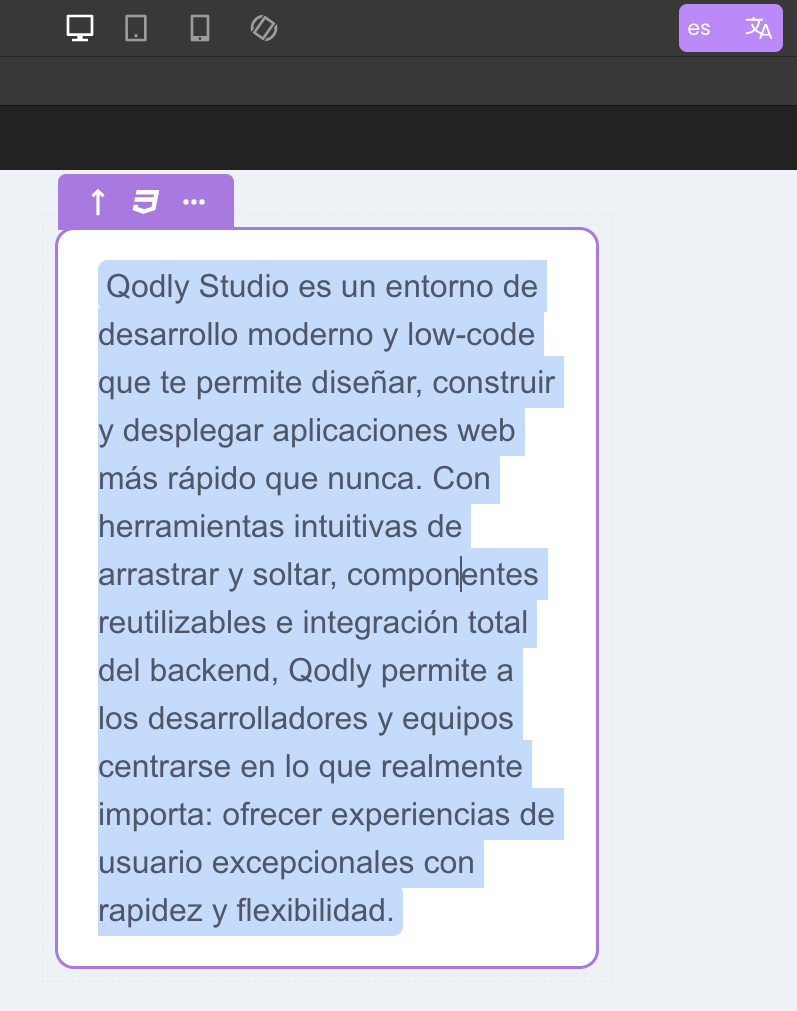 es
Qodly Studio es un entorno de
desarrollo moderno y low-code
que te permite diseñar, construir
y desplegar aplicaciones web
más rápido que nunca. Con
herramientas intuitivas de
arrastrar y soltar, componentes
reutilizables e integración total
del backend, Qodly permite a
los desarrolladores y equipos
centrarse en lo que realmente
importa: ofrecer experiencias de
usuario excepcionales con
rapidez y flexibilidad.